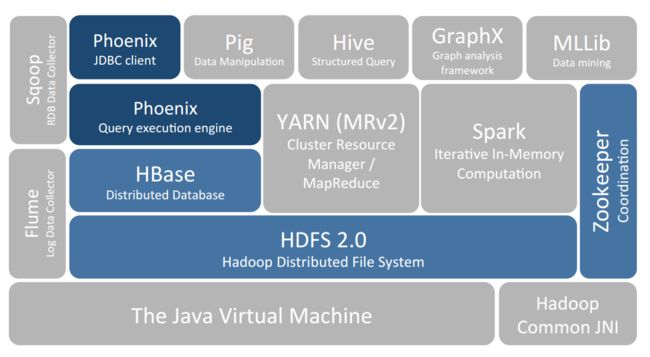 Sqoop
RDB Data Collector
Phoenix
JDBC client
Pig
Data Manipulation
Hive
Structured Query
GraphX
Graph analysis
framework
MLLib
Data mining
Phoenix
Query execution engine
YARN (MRv2)
Cluster Resource
Manager /
MapReduce
Spark
Iterative In-Memory
Computation
Zookeeper
Coordination
Flume
Log Data Collector
HBase
Distributed Database
HDFS 2.0
Hadoop Distributed File System
The Java Virtual Machine
Hadoop
Common JNI